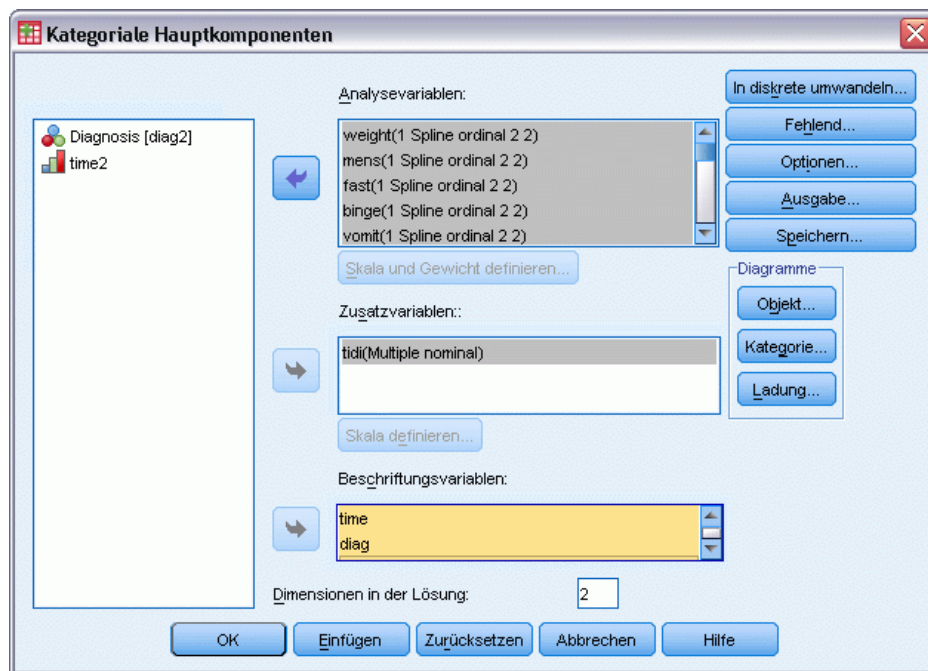 Kategoriale Hauptkomponenten
Diagnosis [diag2]
time2
Analysevariablen:
weight(1 Spline ordinal 2 2)
mens(1 Spline ordinal 2 2)
fast(1 Spline ordinal 2 2)
binge(1 Spline ordinal 2 2)
vomit(1 Spline ordinal 2 2)
Skala und Gewicht definieren...
Zusatzvariablen::
tidi(Multiple nominal)
Skala definieren...
Beschriftungsvariablen:
time
diag
Dimensionen in der Lösung:
2
In diskrete umwandeln...
Fehlend...
Optionen...
Ausgabe...
Speichern...
Diagramme
Objekt...
Kategorie...
Ladung...
OK
Einfügen
Zurücksetzen
Abbrechen
Hilfe